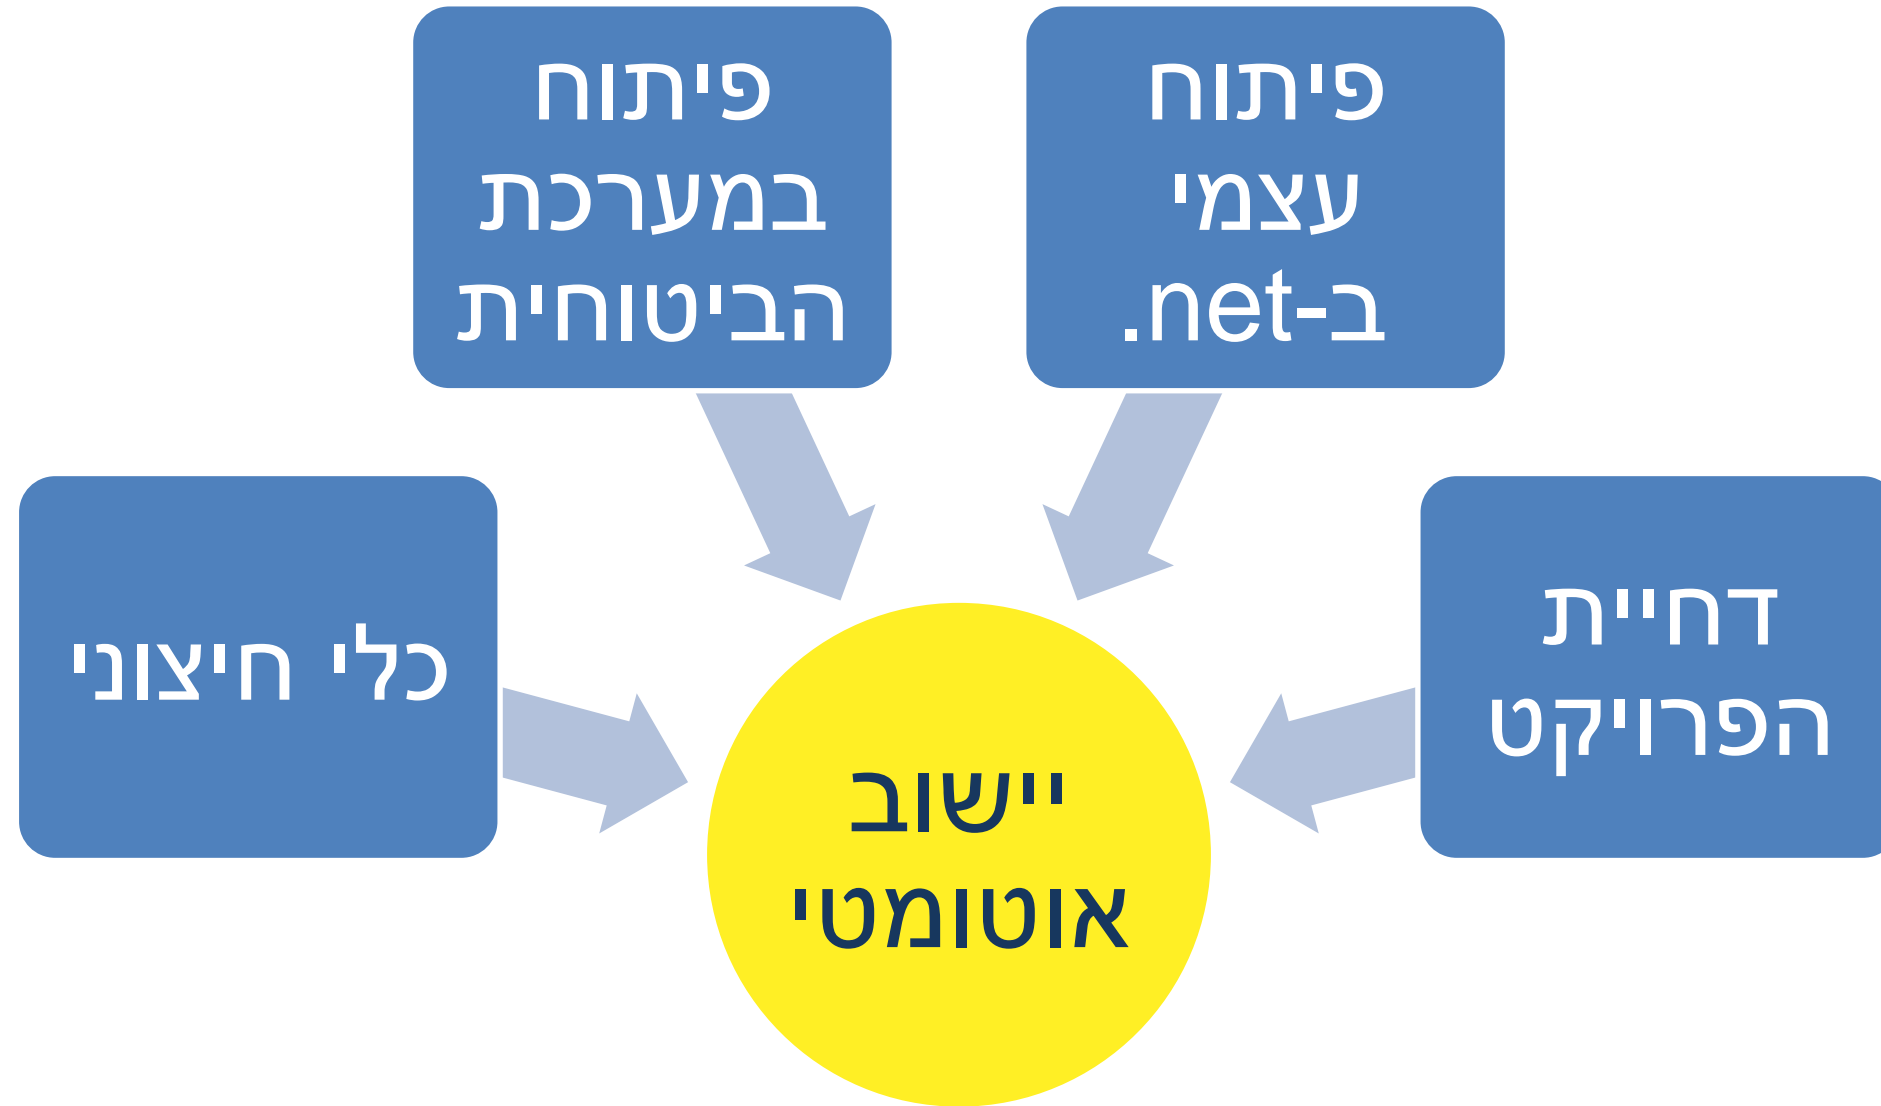 פיתוח
עצמי
ב-net.
פיתוח
במערכת
הביטוחית
דחיית
הפרויקט
כלי חיצוני
יישוב
אוטומטי